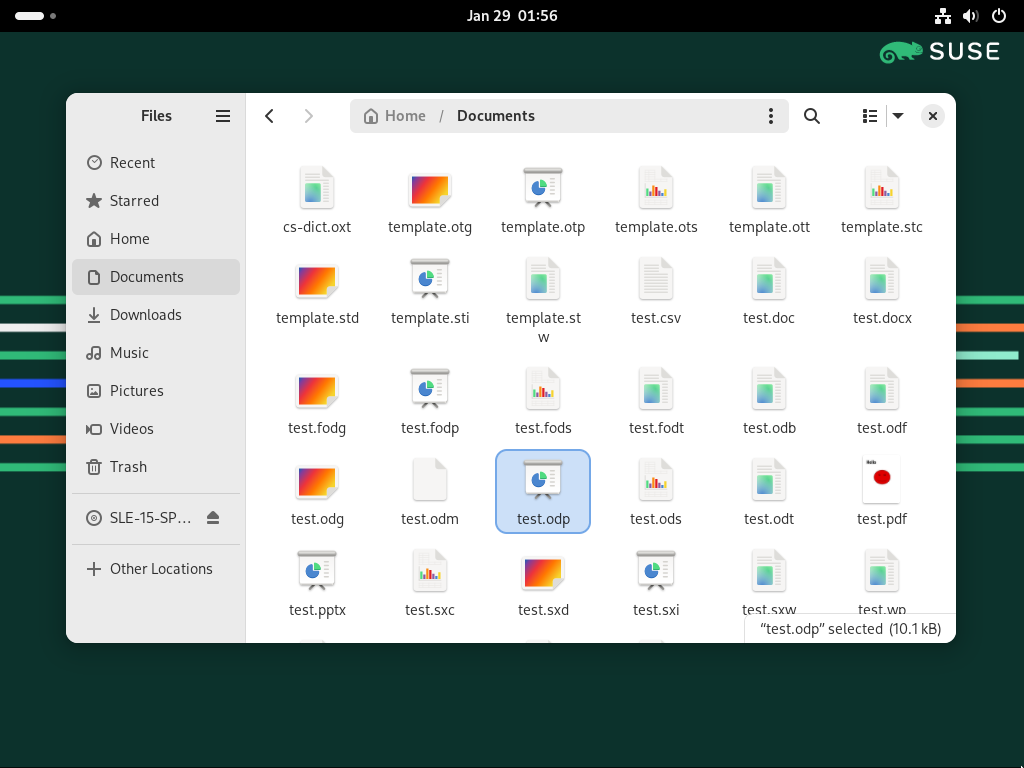 Jan 29 01:56
SUSE
Files
Home / Documents
Recent
Starred
Home
Documents
Downloads
Music
Pictures
Videos
Trash
SLE-15-SP...
Other Locations
cs-dict.oxt
template.otg
template.otp
template.ots
template.ott
template.stc
template.std
template.sti
template.st
w
test.csv
test.doc
test.docx
test.fodg
test.fodp
test.fods
test.fodt
test.odb
test.odf
test.odg
test.odm
test.odp
test.ods
test.odt
Hello
test.pdf
test.pptx
test.sxc
test.sxd
test.sxi
test.sxw
test.wp
“test.odp” selected (10.1 kB)